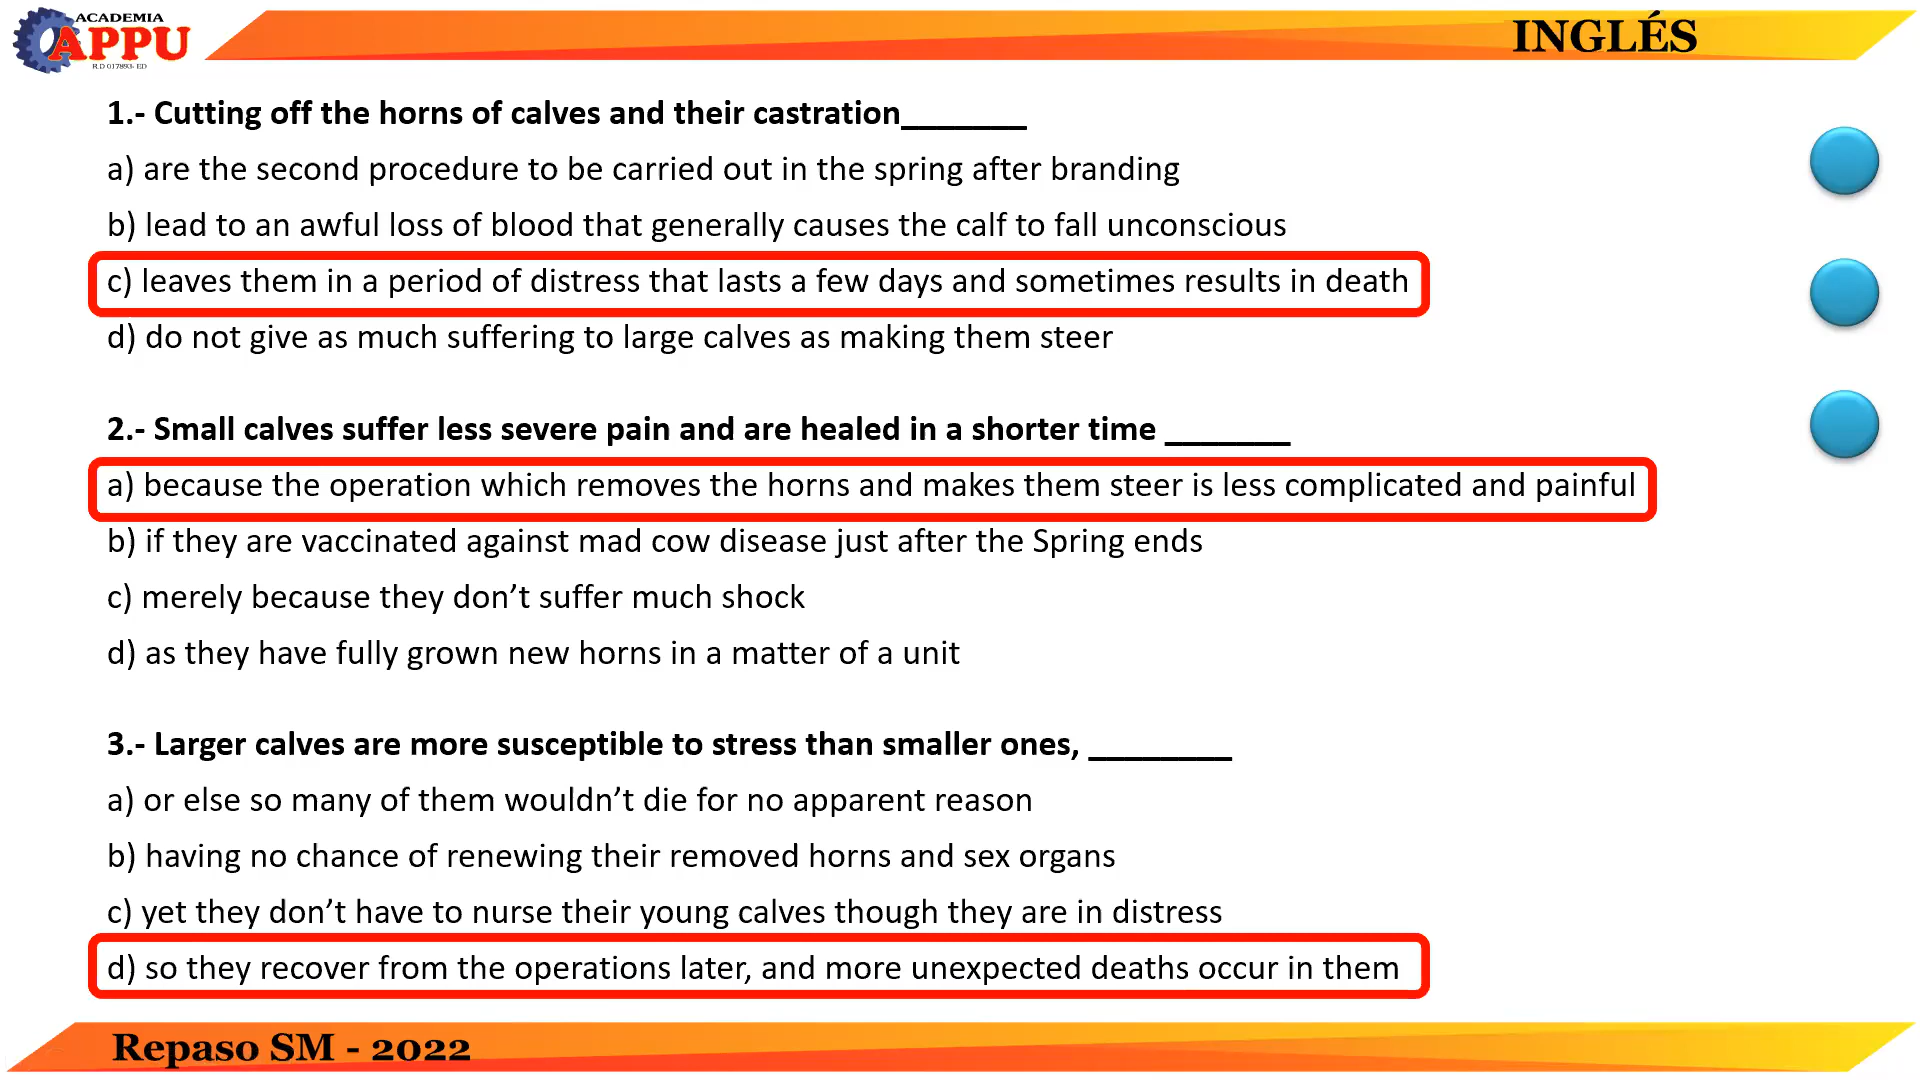 ACADEMIA
APPU
R.D 017893- ED
INGLÉS
1.- Cutting off the horns of calves and their castration_______
a) are the second procedure to be carried out in the spring after branding
b) lead to an awful loss of blood that generally causes the calf to fall unconscious
c) leaves them in a period of distress that lasts a few days and sometimes results in death
d) do not give as much suffering to large calves as making them steer
2.- Small calves suffer less severe pain and are healed in a shorter time _______
a) because the operation which removes the horns and makes them steer is less complicated and painful
b) if they are vaccinated against mad cow disease just after the Spring ends
c) merely because they don’t suffer much shock
d) as they have fully grown new horns in a matter of a unit
3.- Larger calves are more susceptible to stress than smaller ones, ________
a) or else so many of them wouldn’t die for no apparent reason
b) having no chance of renewing their removed horns and sex organs
c) yet they don’t have to nurse their young calves though they are in distress
d) so they recover from the operations later, and more unexpected deaths occur in them
Repaso SM - 2022